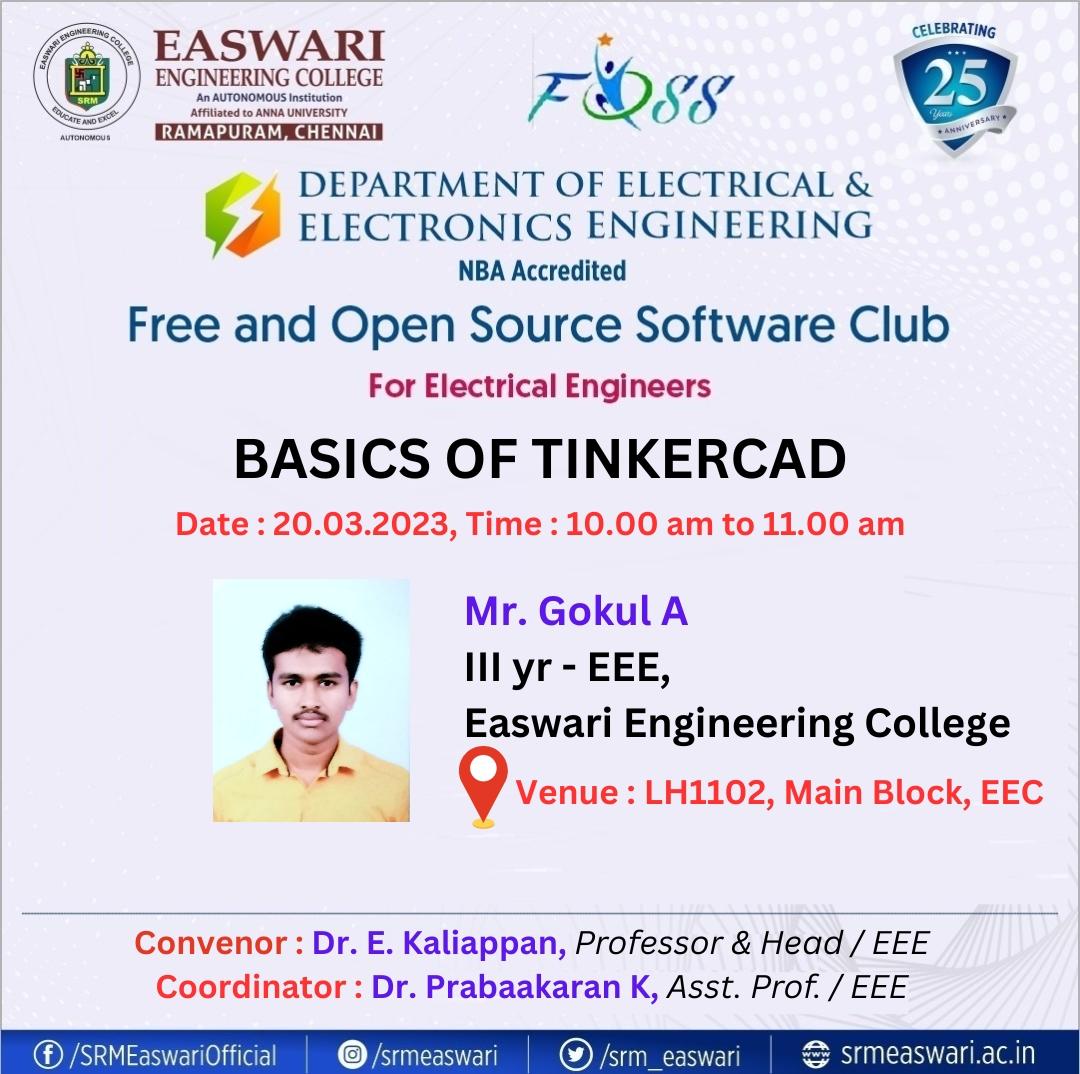 EASWARI ENGINEERING COLLEGE
SRM
EDUCATE AND EXCEL
AUTONOMOUS
EASWARI
ENGINEERING COLLEGE
An AUTONOMOUS Institution
Affiliated to ANNA UNIVERSITY
RAMAPURAM, CHENNAI
FOSS
CELEBRATING
25
Years
ANNIVERSARY
DEPARTMENT OF ELECTRICAL &
ELECTRONICS ENGINEERING
NBA Accredited
Free and Open Source Software Club
For Electrical Engineers
BASICS OF TINKERCAD
Date : 20.03.2023, Time : 10.00 am to 11.00 am
Mr. Gokul A
III yr - EEE,
Easwari Engineering College
Venue : LH1102, Main Block, EEC
Convenor : Dr. E. Kaliappan, Professor & Head / EEE
Coordinator : Dr. Prabaakaran K, Asst. Prof. / EEE
/SRMEaswariOfficial
/srmeaswari
/srm_easwari
srmeaswari.ac.in